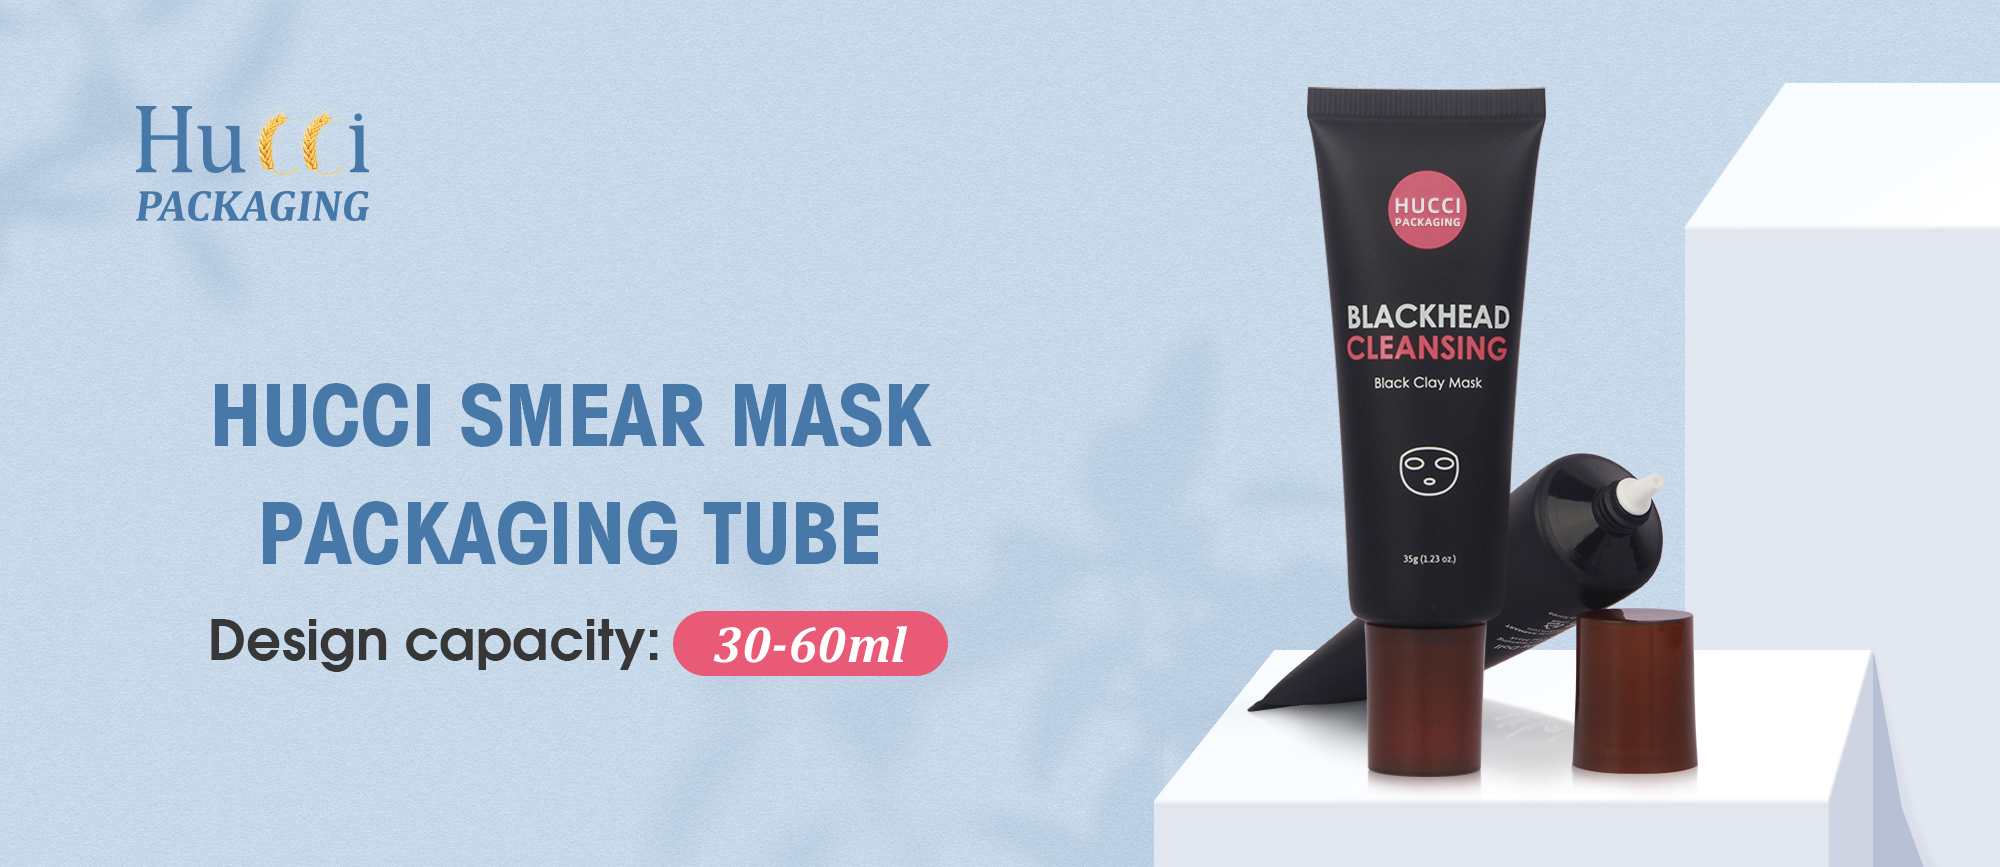 Hucci
PACKAGING
HUCCI SMEAR MASK
PACKAGING TUBE
Design capacity: 30-60ml
HUCCI
PACKAGING
BLACKHEAD
CLEANSING
Black Clay Mask
35g (1.23 oz.)